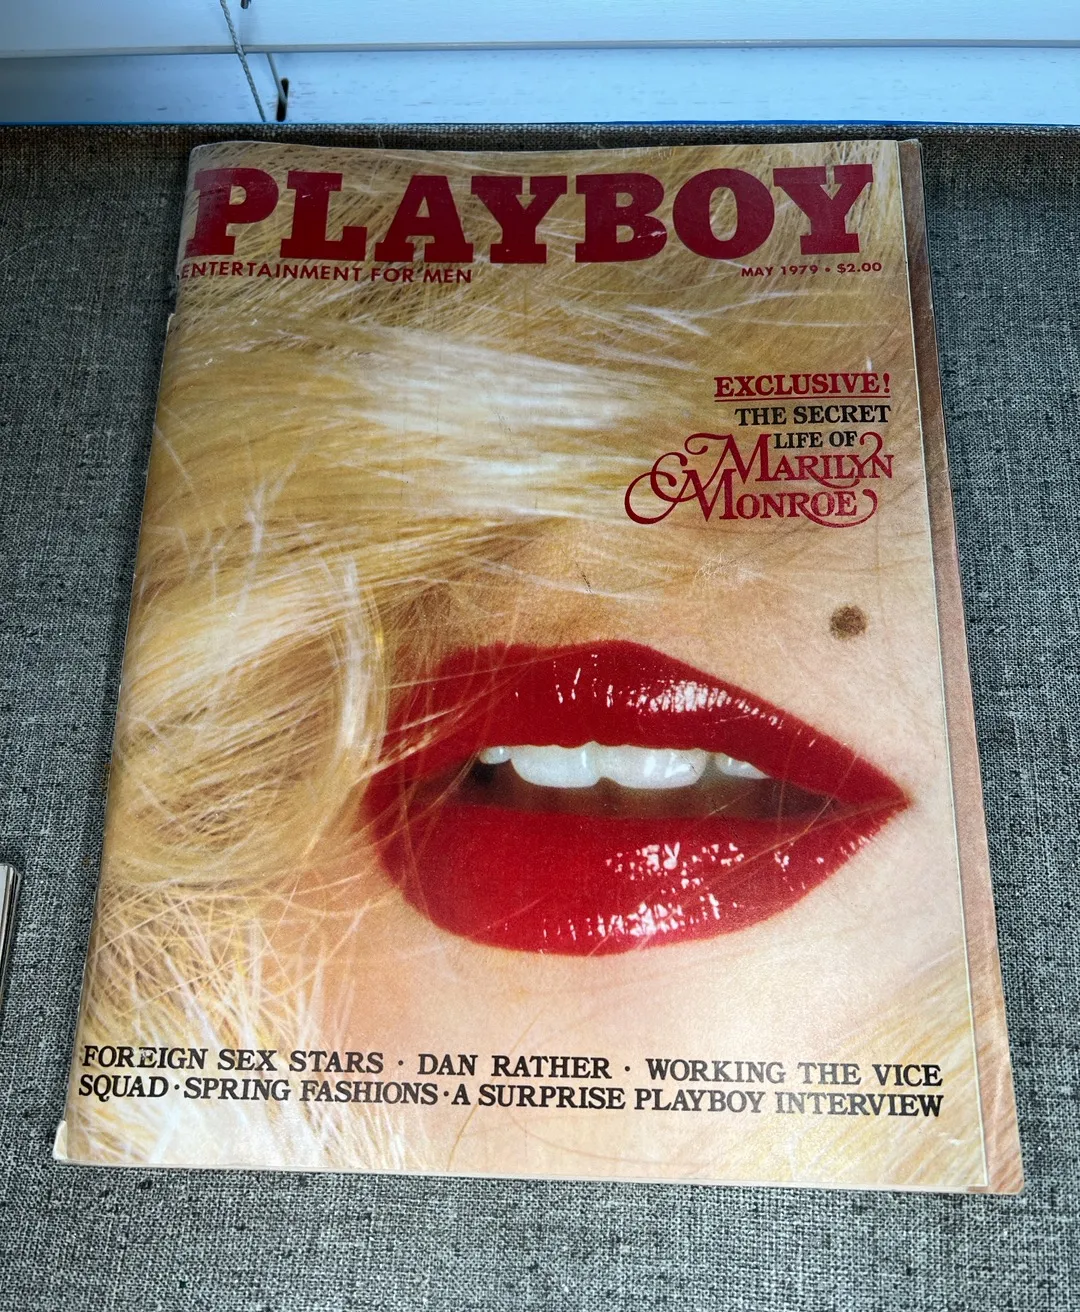 PLAYBOY
ENTERTAINMENT FOR MEN
MAY 1979 • $2.00
EXCLUSIVE!
THE SECRET
LIFE OF
MARILYN
MONROE
FOREIGN SEX STARS · DAN RATHER · WORKING THE VICE
SQUAD · SPRING FASHIONS · A SURPRISE PLAYBOY INTERVIEW